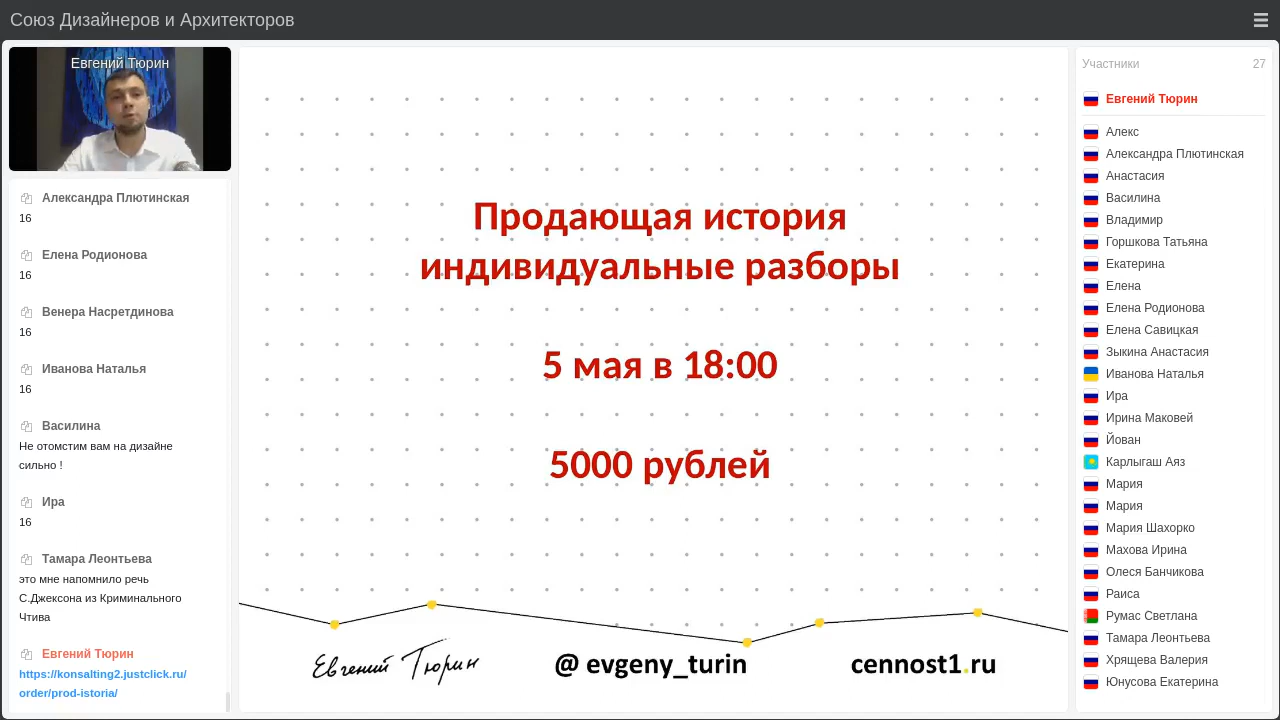 Союз Дизайнеров и Архитекторов
Евгений Тюрин
Александра Плютинская
16
Елена Родионова
16
Венера Насретдинова
16
Иванова Наталья
16
Василина
Не отомстим вам на дизайне
сильно !
Ира
16
Тамара Леонтьева
это мне напомнило речь
С.Джексона из Криминального
Чтива
Евгений Тюрин
https://konsalting2.justclick.ru/
order/prod-istoria/
Продающая история
индивидуальные разборы
5 мая в 18:00
5000 рублей
Евгений Тюрин
@ evgeny_turin
cennost1.ru
Участники 27
Евгений Тюрин
Алекс
Александра Плютинская
Анастасия
Василина
Владимир
Горшкова Татьяна
Екатерина
Елена
Елена Родионова
Елена Савицкая
Зыкина Анастасия
Иванова Наталья
Ира
Ирина Маковей
Йован
Карлыгаш Аяз
Мария
Мария
Мария Шахорко
Махова Ирина
Олеся Банчикова
Раиса
Румас Светлана
Тамара Леонтьева
Хрящева Валерия
Юнусова Екатерина